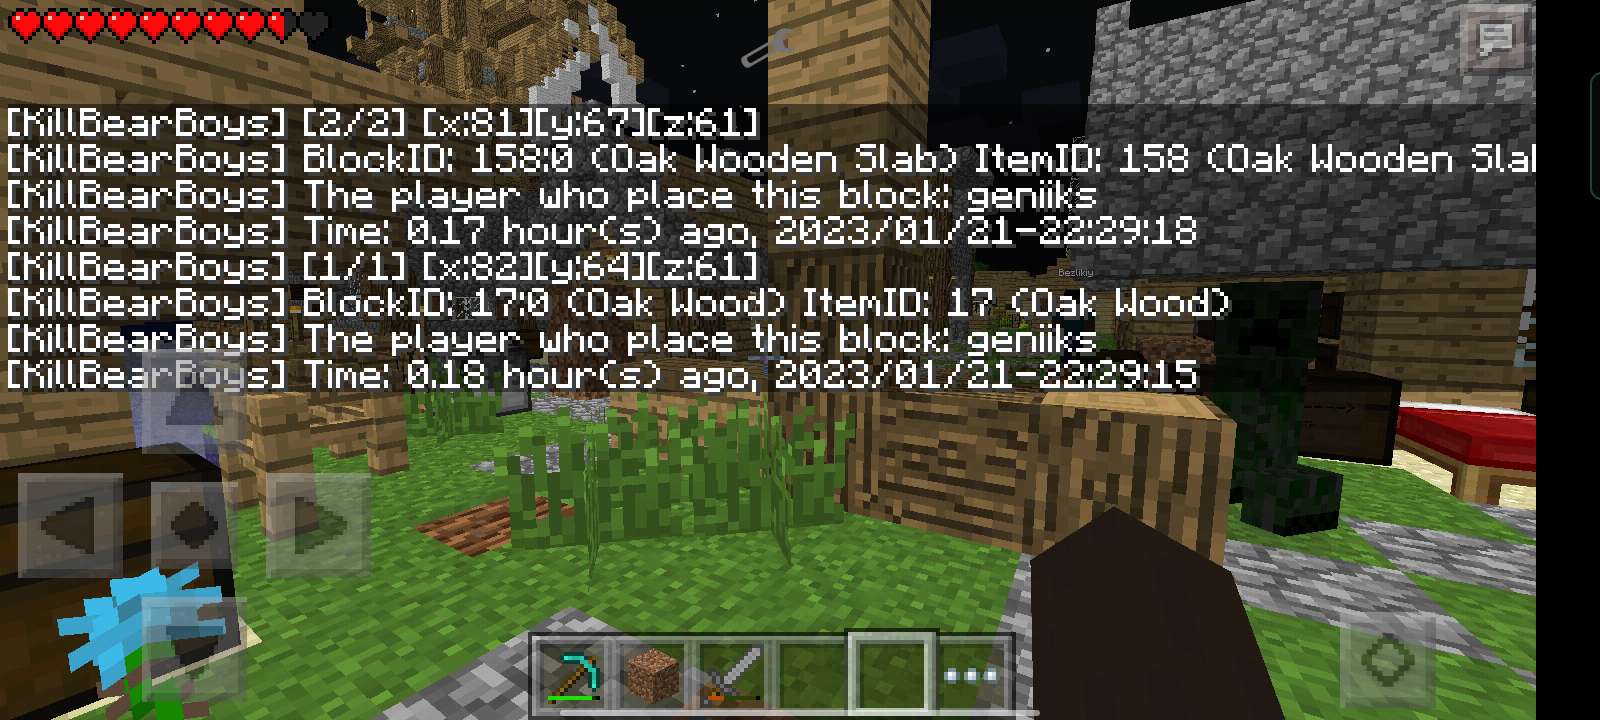 [KillBearBoys] [2/2] [x:81][y:67][z:61]
[KillBearBoys] BlockID: 158:0 (Oak Wooden Slab) ItemID: 158 (Oak Wooden Slal
[KillBearBoys] The player who place this block: geniiks
[KillBearBoys] Time: 0.17 hour(s) ago, 2023/01/21-22:29:18
[KillBearBoys] [1/1] [x:82][y:64][z:61]
Bezlikiy
[KillBearBoys] BlockID: 17:0 (Oak Wood) ItemID: 17 (Oak Wood)
[KillBearBoys] The player who place this block: geniiks
[KillBearBoys] Time: 0.18 hour(s) ago, 2023/01/21-22:29:15